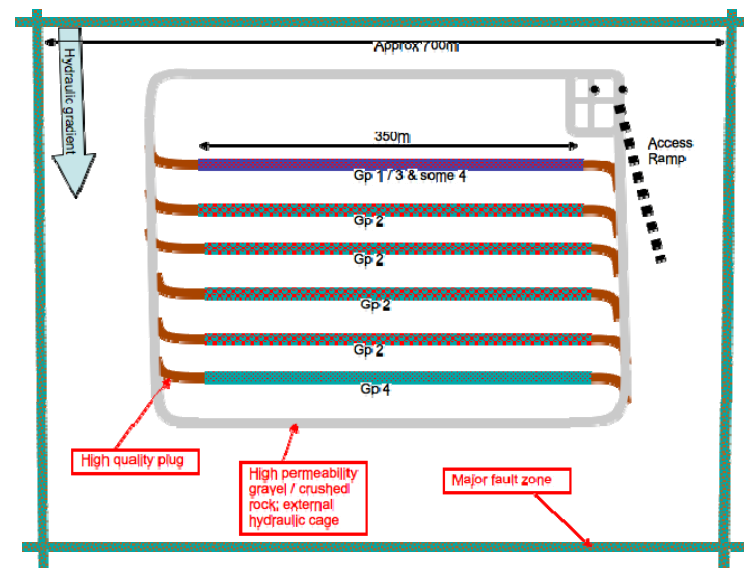 Approx 700m
Hydraulic gradient
350m
Access
Ramp
Gp 1 / 3 & some 4
Gp 2
Gp 2
Gp 2
Gp 2
Gp 4
High quality plug
High permeability
gravel / crushed
rock; external
hydraulic cage
Major fault zone